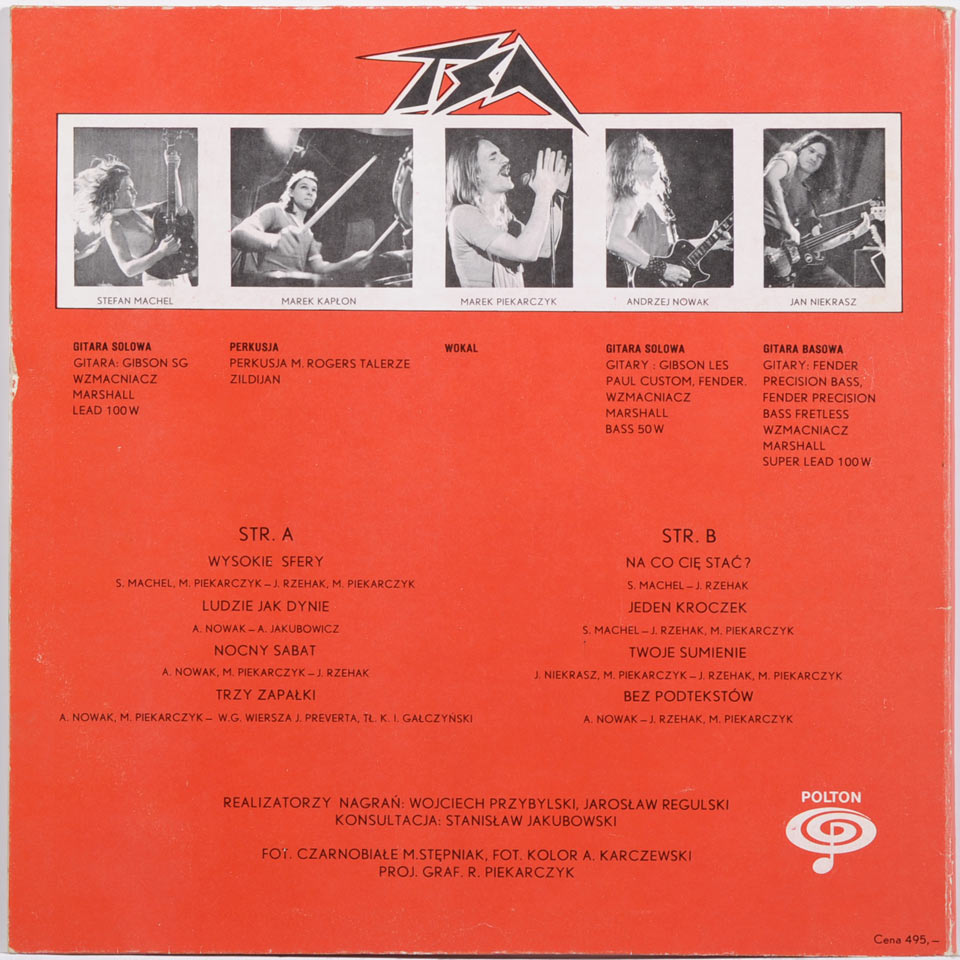 TSA
STEFAN MACHEL
MAREK KAPŁON
MAREK PIEKARCZYK
ANDRZEJ NOWAK
JAN NIEKRASZ
GITARA SOLOWA
GITARA: GIBSON SG
WZMACNIACZ
MARSHALL
LEAD 100W
PERKUSJA
PERKUSJA M. ROGERS TALERZE
ZILDIJAN
WOKAL
GITARA SOLOWA
GITARY : GIBSON LES
PAUL CUSTOM, FENDER.
WZMACNIACZ
MARSHALL
BASS 50W
GITARA BASOWA
GITARY: FENDER
PRECISION BASS,
FENDER PRECISION
BASS FRETLESS
WZMACNIACZ
MARSHALL
SUPER LEAD 100W
STR. A
WYSOKIE SFERY
S. MACHEL, M. PIEKARCZYK – J. RZEHAK, M. PIEKARCZYK
LUDZIE JAK DYNIE
A. NOWAK – A. JAKUBOWICZ
NOCNY SABAT
A. NOWAK, M. PIEKARCZYK – J. RZEHAK
TRZY ZAPAŁKI
A. NOWAK, M. PIEKARCZYK – W.G. WIERSZA J. PREVERTA, TŁ. K. I. GAŁCZYŃSKI
STR. B
NA CO CIĘ STAĆ?
S. MACHEL – J. RZEHAK
JEDEN KROCZEK
S. MACHEL – J. RZEHAK, M. PIEKARCZYK
TWOJE SUMIENIE
J. NIEKRASZ, M. PIEKARCZYK – J. RZEHAK, M. PIEKARCZYK
BEZ PODTEKSTÓW
A. NOWAK – J. RZEHAK, M. PIEKARCZYK
REALIZATORZY NAGRAŃ: WOJCIECH PRZYBYLSKI, JAROSŁAW REGULSKI
KONSULTACJA: STANISŁAW JAKUBOWSKI
FOT. CZARNOBIAŁE M.STĘPNIAK, FOT. KOLOR A. KARCZEWSKI
PROJ. GRAF. R. PIEKARCZYK
POLTON
Cena 495,–